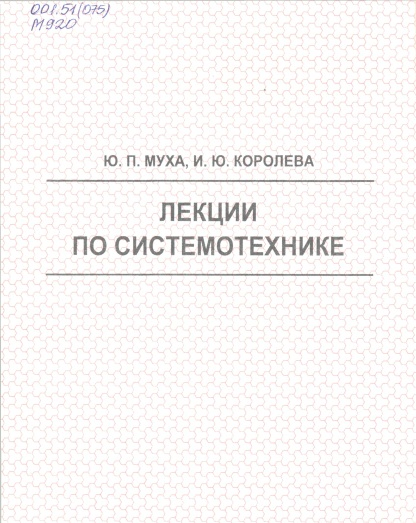 001.51(075)
М920
Ю. П. МУХА, И. Ю. КОРОЛЕВА
ЛЕКЦИИ
ПО СИСТЕМОТЕХНИКЕ